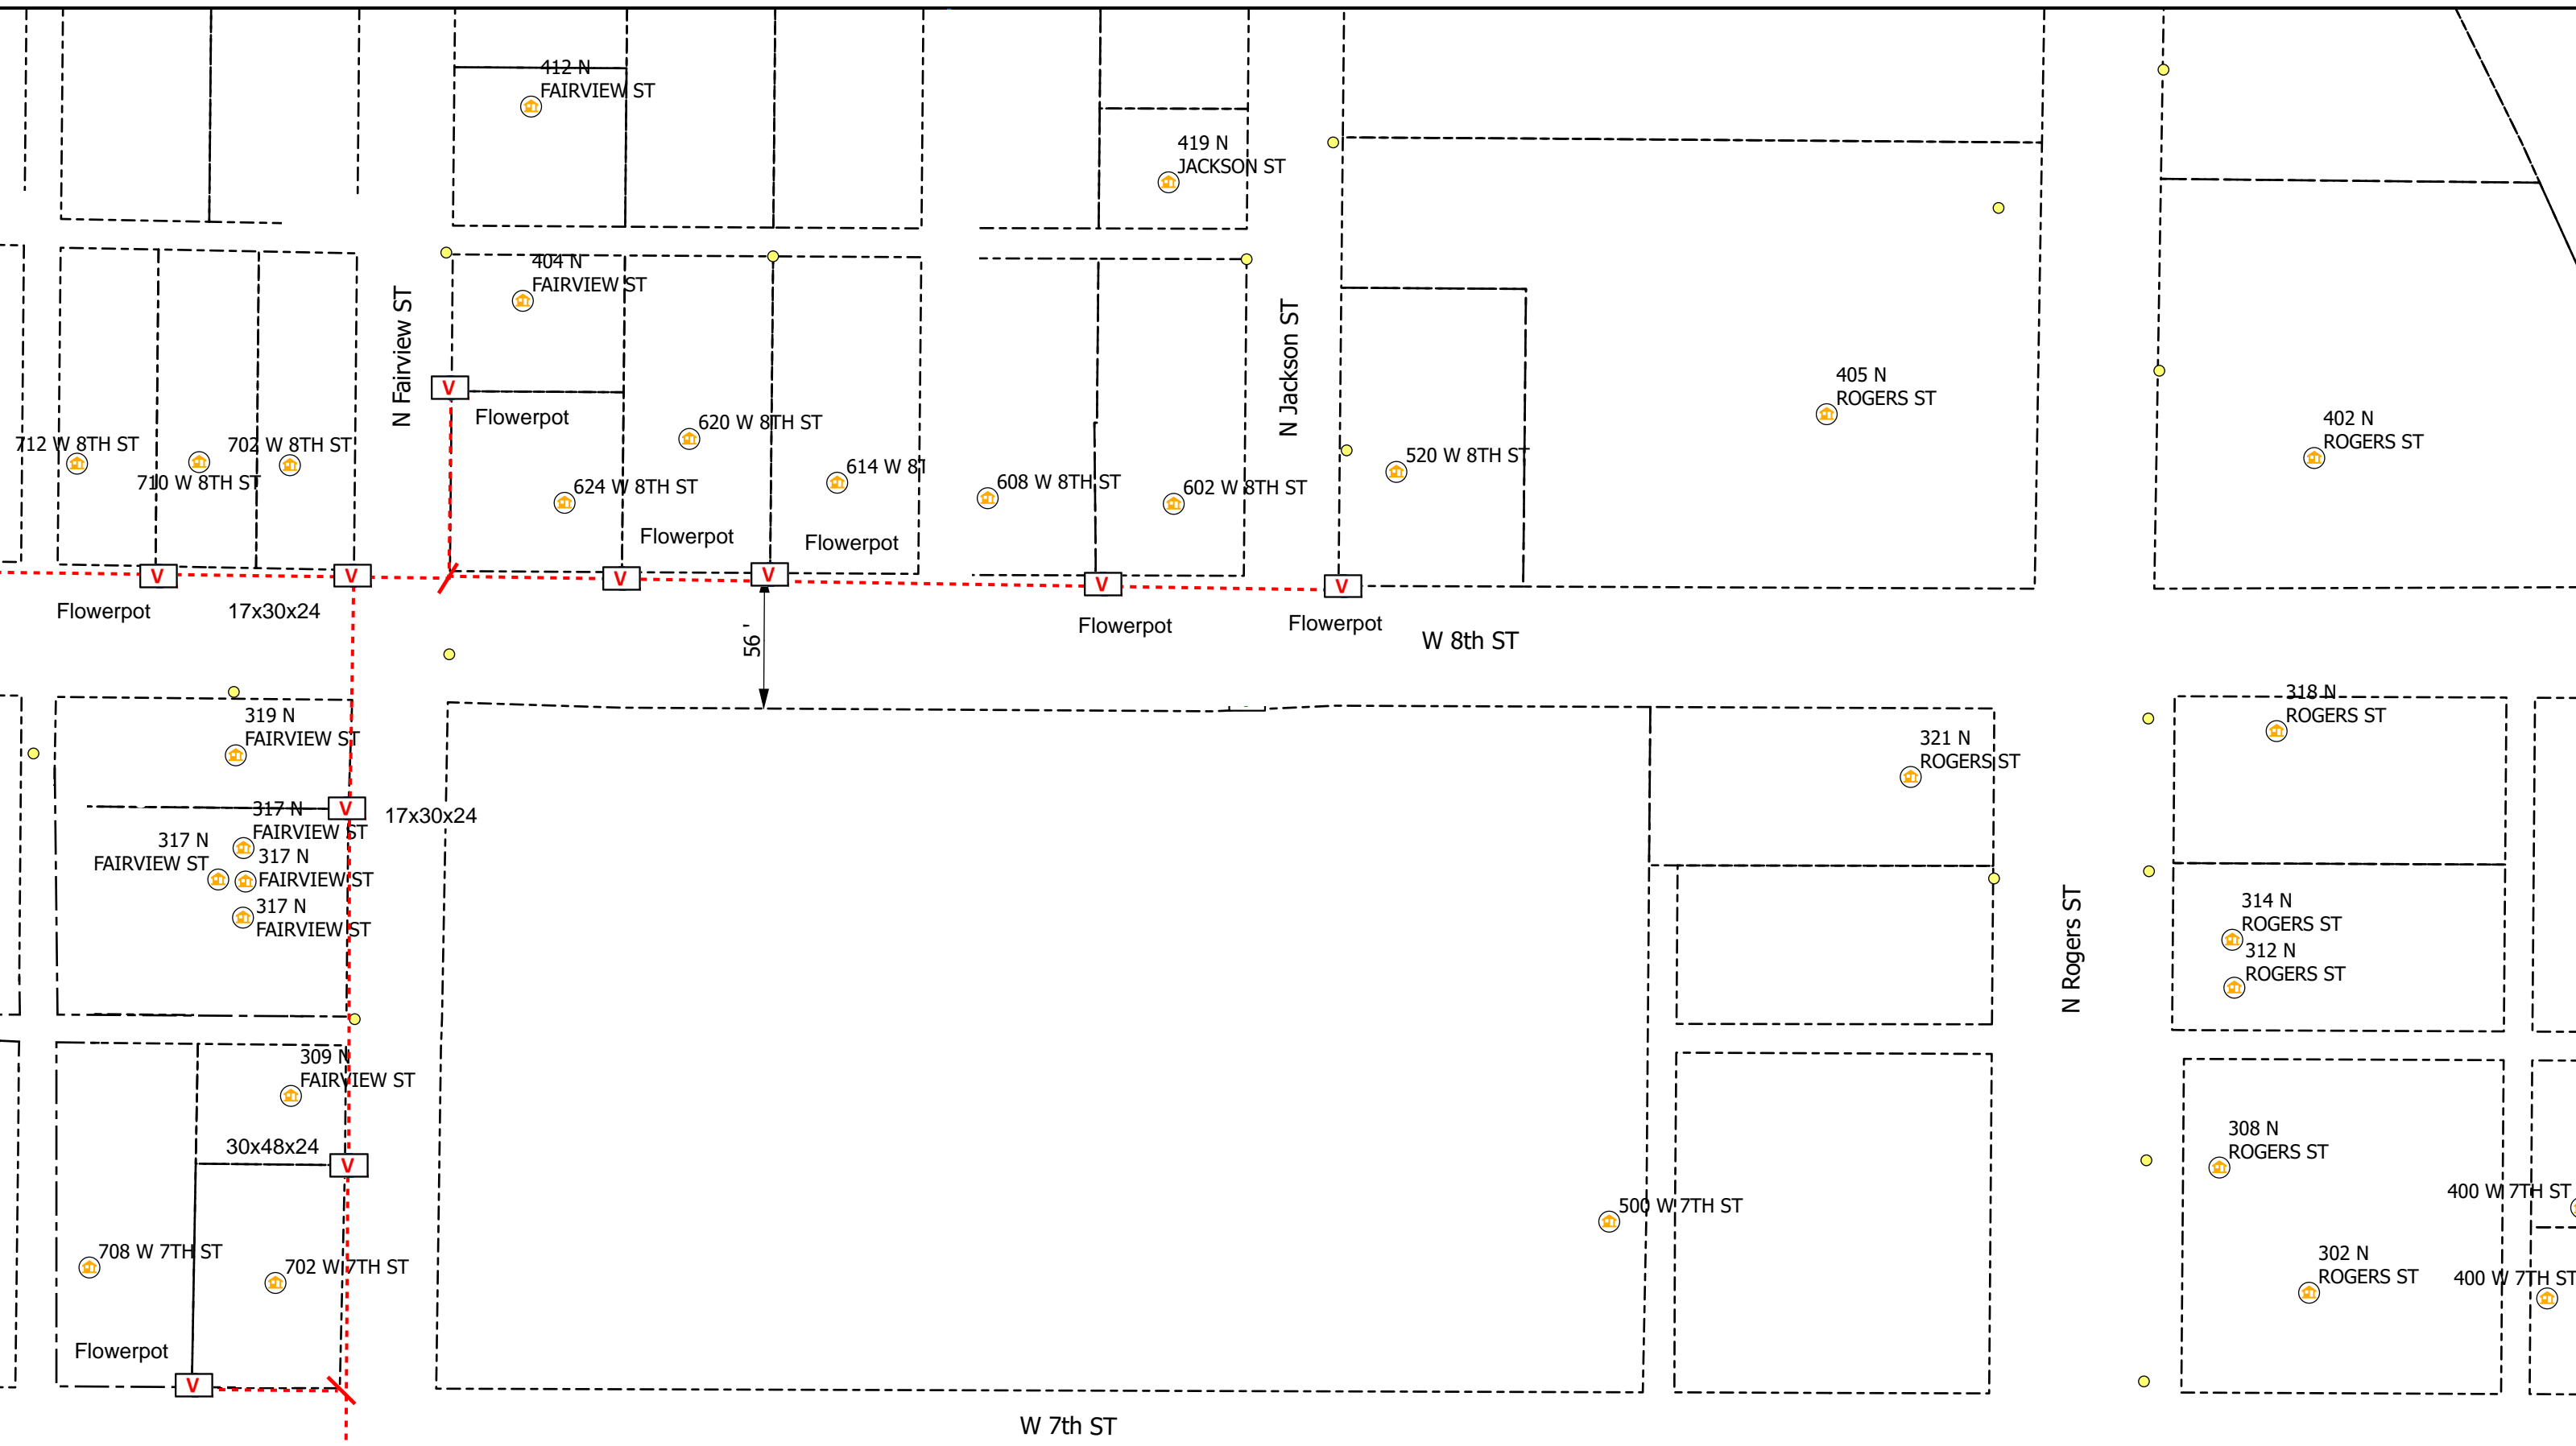 412 N
FAIRVIEW ST
419 N
JACKSON ST
404 N
FAIRVIEW ST
N Fairview ST
N Jackson ST
405 N
ROGERS ST
402 N
ROGERS ST
Flowerpot
620 W 8TH ST
712 W 8TH ST
702 W 8TH ST
710 W 8TH ST
614 W 8T
520 W 8TH ST
624 W 8TH ST
608 W 8TH ST
602 W 8TH ST
Flowerpot
Flowerpot
V
V
V
V
V
V
V
Flowerpot
17x30x24
56 '
Flowerpot
Flowerpot
W 8th ST
319 N
FAIRVIEW ST
318 N
ROGERS ST
321 N
ROGERS ST
317 N
FAIRVIEW ST
V
17x30x24
317 N
FAIRVIEW ST
317 N
FAIRVIEW ST
317 N
FAIRVIEW ST
314 N
ROGERS ST
312 N
ROGERS ST
N Rogers ST
309 N
FAIRVIEW ST
30x48x24
V
308 N
ROGERS ST
500 W 7TH ST
400 W 7TH ST
708 W 7TH ST
702 W 7TH ST
302 N
ROGERS ST
400 W 7TH ST
Flowerpot
V
W 7th ST